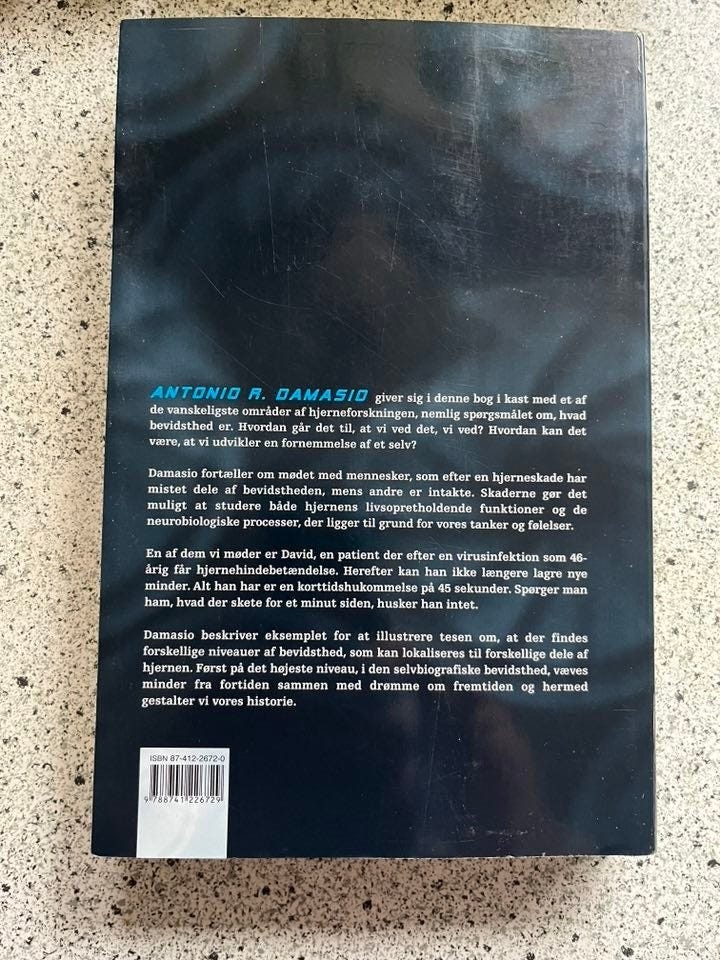 ANTONIO R. DAMASIO giver sig i denne bog i kast med et af
de vanskeligste områder af hjerneforskningen, nemlig spørgsmålet om, hvad
bevidsthed er. Hvordan går det til, at vi ved det, vi ved? Hvordan kan det
være, at vi udvikler en fornemmelse af et selv?
Damasio fortæller om mødet med mennesker, som efter en hjerneskade har
mistet dele af bevidstheden, mens andre er intakte. Skaderne gør det
muligt at studere både hjernens livsopretholdende funktioner og de
neurobiologiske processer, der ligger til grund for vores tanker og følelser.
En af dem vi møder er David, en patient der efter en virusinfektion som 46-
årig får hjernehindebetændelse. Herefter kan han ikke længere lagre nye
minder. Alt han har er en korttidshukommelse på 45 sekunder. Spørger man
ham, hvad der skete for et minut siden, husker han intet.
Damasio beskriver eksemplet for at illustrere tesen om, at der findes
forskellige niveauer af bevidsthed, som kan lokaliseres til forskellige dele af
hjernen. Først på det højeste niveau, i den selvbiografiske bevidsthed, væves
minder fra fortiden sammen med drømme om fremtiden og hermed
gestalter vi vores historie.
ISBN 87-412-2672-0
9 788741 226729